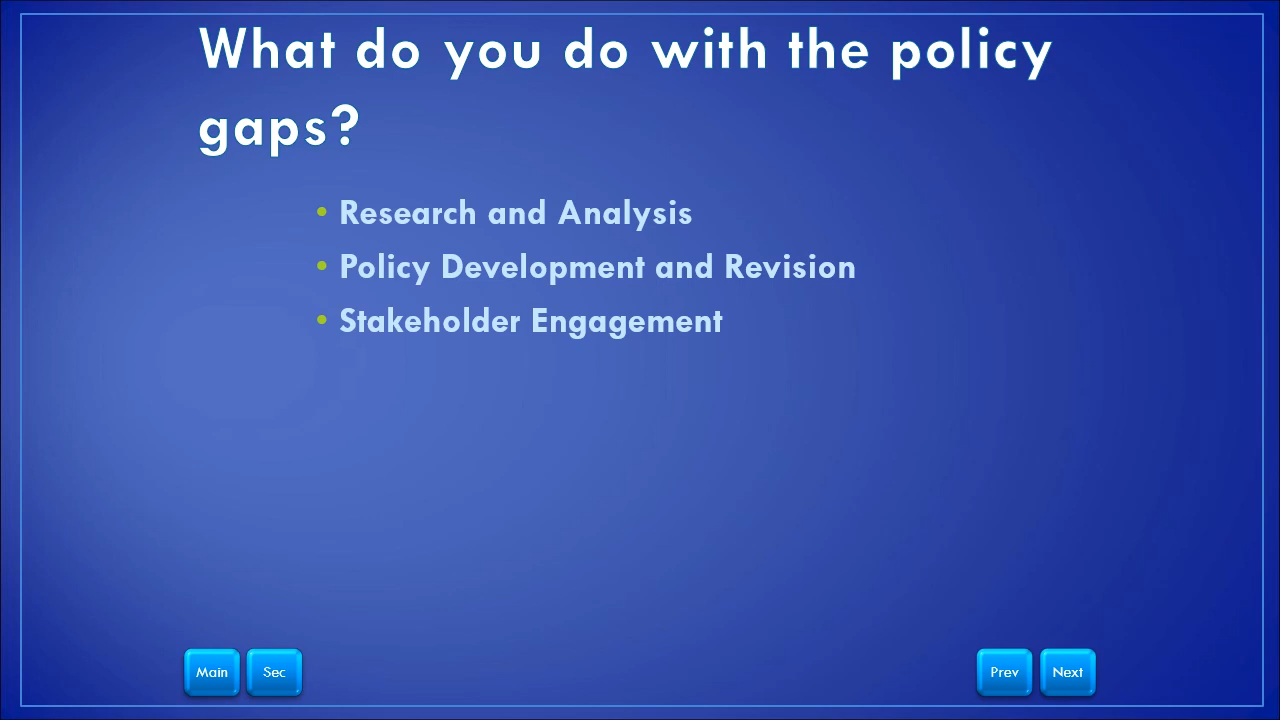 What do you do with the policy
gaps?
• Research and Analysis
• Policy Development and Revision
• Stakeholder Engagement
Main Sec Prev Next